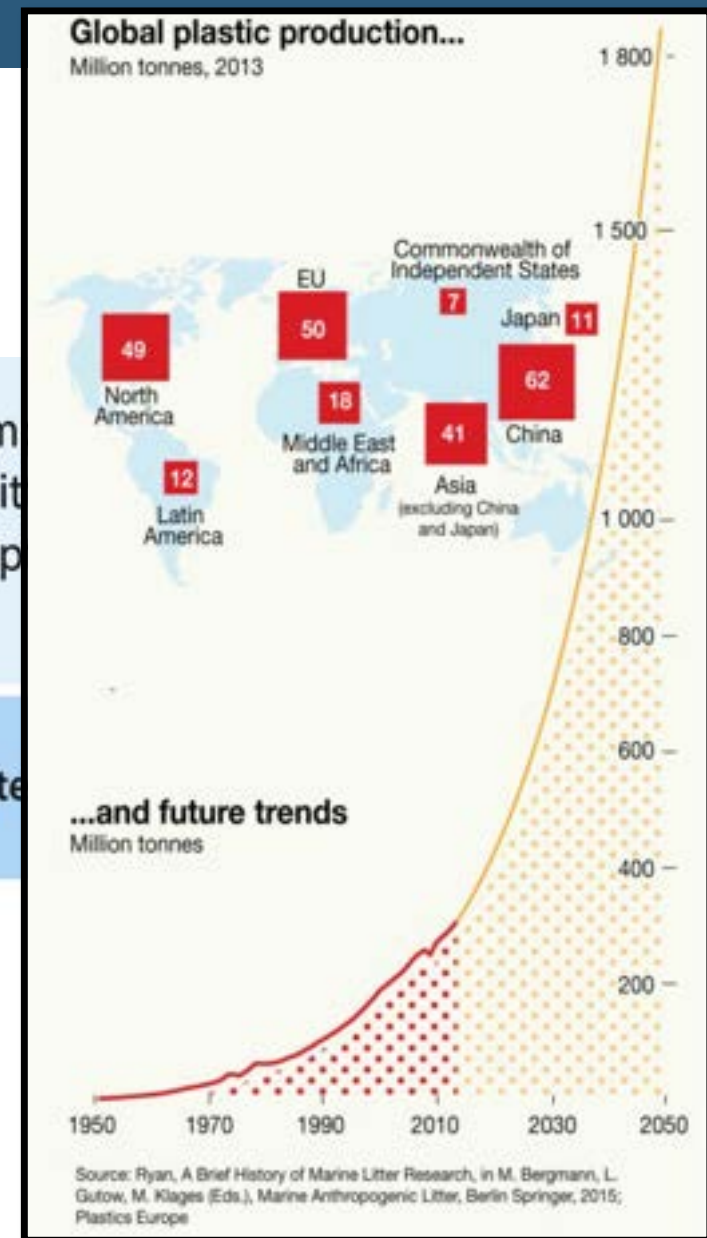 Global plastic production...
Million tonnes, 2013
1 800
1 500
Commonwealth of
Independent States
7
EU
50
Japan 11
49
North
America
62
China
18
Middle East
and Africa
41
Asia
(excluding China
and Japan)
12
Latin
America
1 000
800
600
...and future trends
Million tonnes
400
200
1950 1970 1990 2010 2030 2050
Source: Ryan, A Brief History of Marine Litter Research, in M. Bergmann, L.
Gutow, M. Klages (Eds.), Marine Anthropogenic Litter, Berlin Springer, 2015;
Plastics Europe